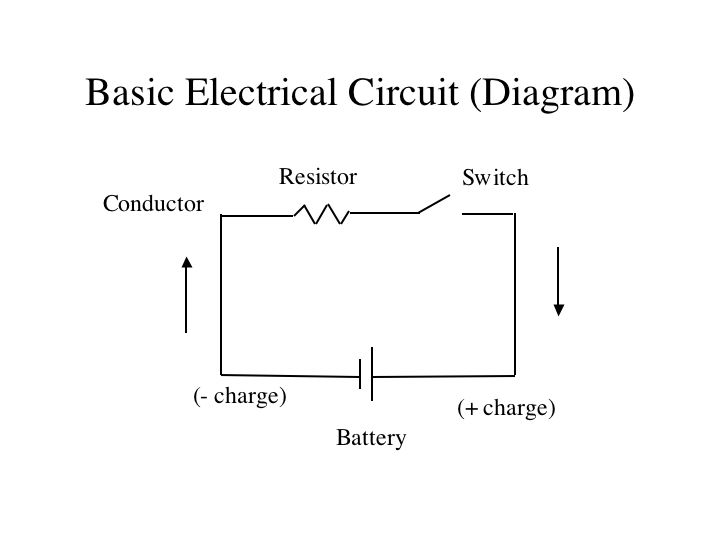 Basic Electrical Circuit (Diagram)
Resistor
Switch
Conductor
(- charge)
(+ charge)
Battery